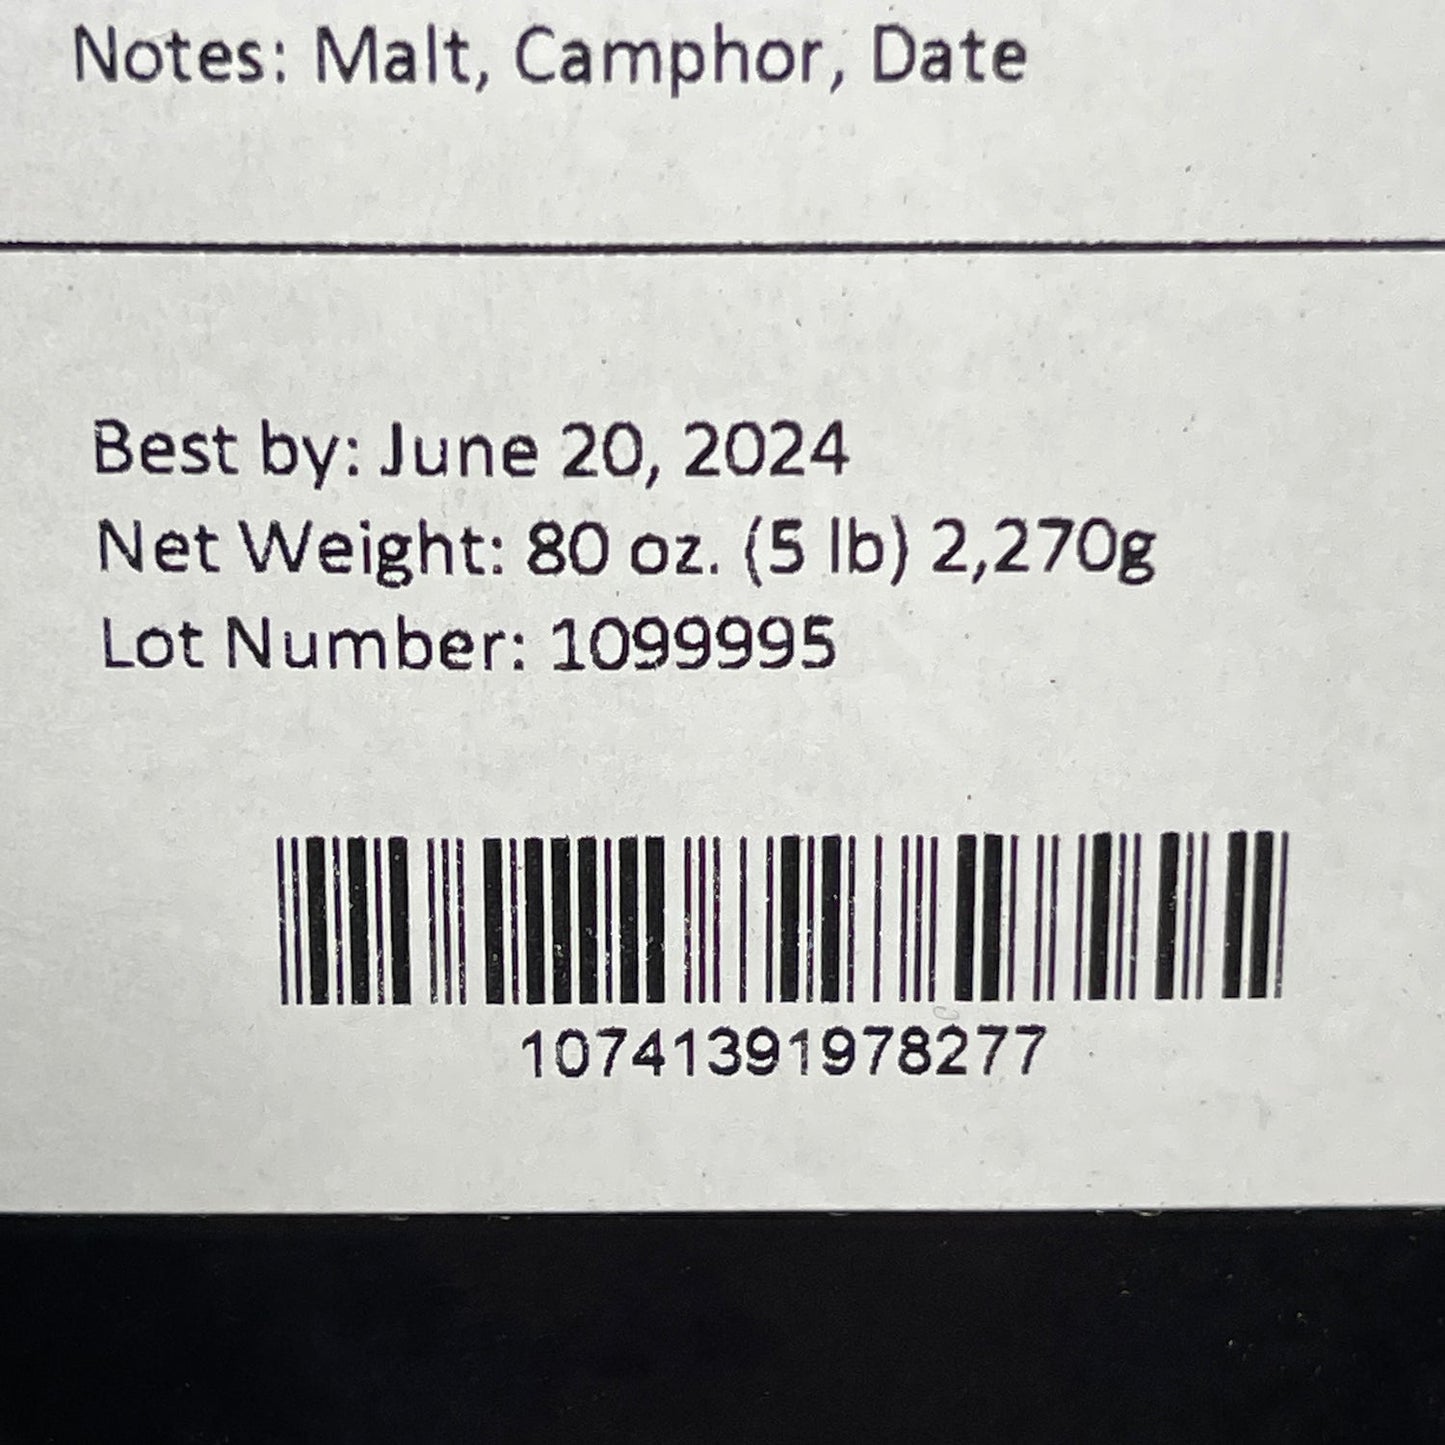 Notes: Malt, Camphor, Date
Best by: June 20, 2024
Net Weight: 80 oz. (5 lb) 2,270g
Lot Number: 1099995
10741391978277